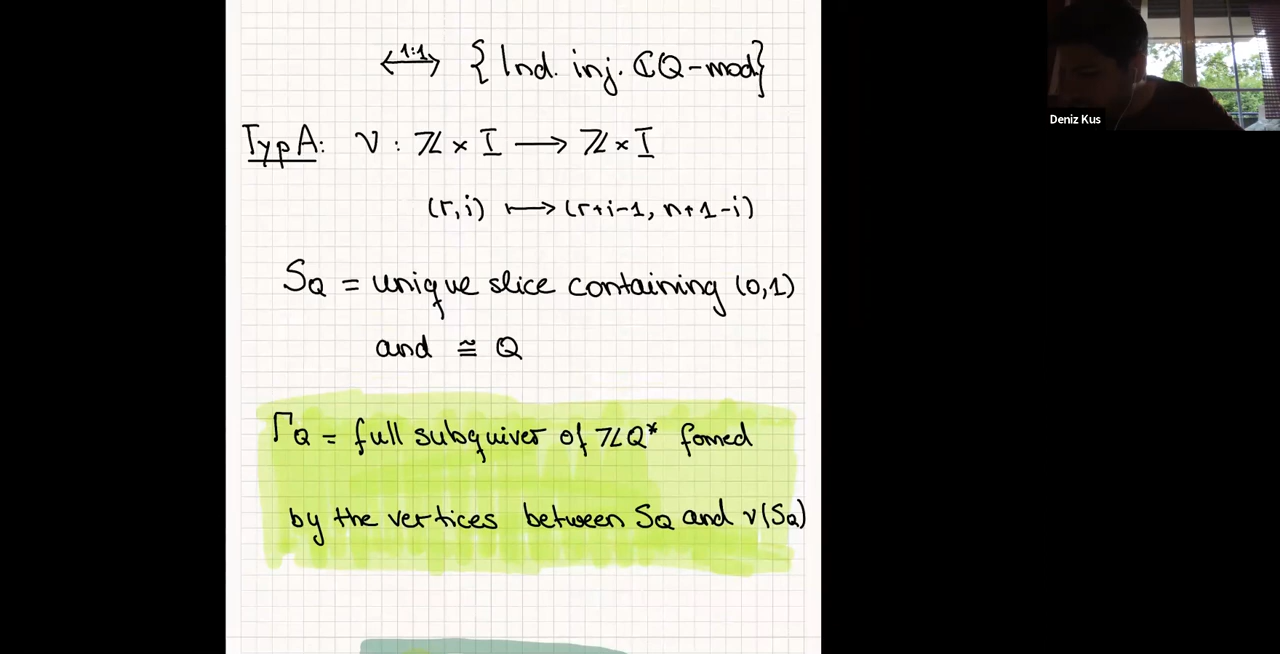 ⟷ 1:1 { Ind. inj. ℂQ-mod}
TypA: ν : ℤ × I ⟶ ℤ × I
(r,i) ⟼ (r+i-1, n+1-i)
S_Q = unique slice containing (0,1)
and ≅ Q
Γ_Q = full subquiver of ℤQ* fomed
by the vertices between S_Q and ν(S_Q)
Deniz Kus